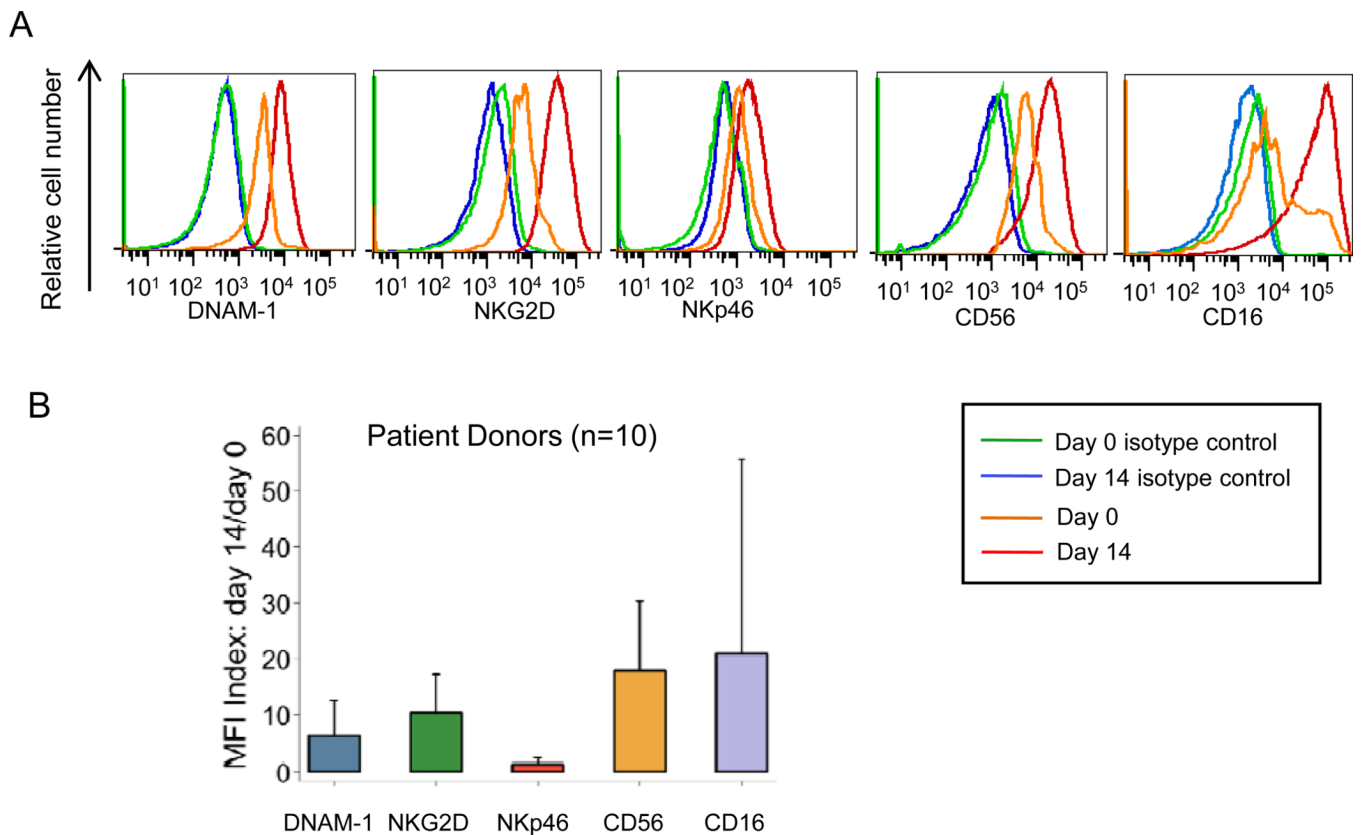 A
Relative cell number
10¹ 10² 10³ 10⁴ 10⁵
DNAM-1
10¹ 10² 10³ 10⁴ 10⁵
NKG2D
10¹ 10² 10³ 10⁴ 10⁵
NKp46
10¹ 10² 10³ 10⁴ 10⁵
CD56
10¹ 10² 10³ 10⁴ 10⁵
CD16
B
Patient Donors (n=10)
MFI Index: day 14/day 0
60
50
40
30
20
10
0
DNAM-1 NKG2D NKp46 CD56 CD16
Day 0 isotype control
Day 14 isotype control
Day 0
Day 14